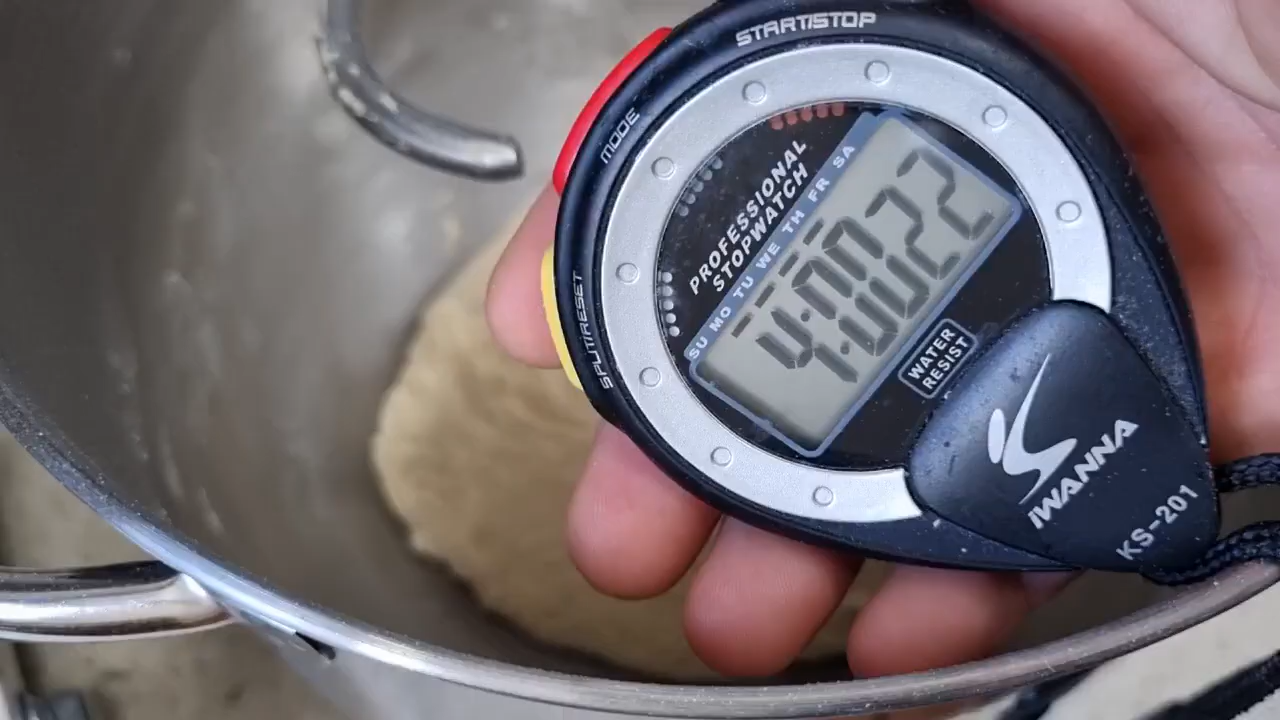 START/STOP
MODE
SPLIT/RESET
PROFESSIONAL
STOPWATCH
SU MO TU WE TH FR SA
4:00 22
WATER
RESIST
IWANNA
KS-201